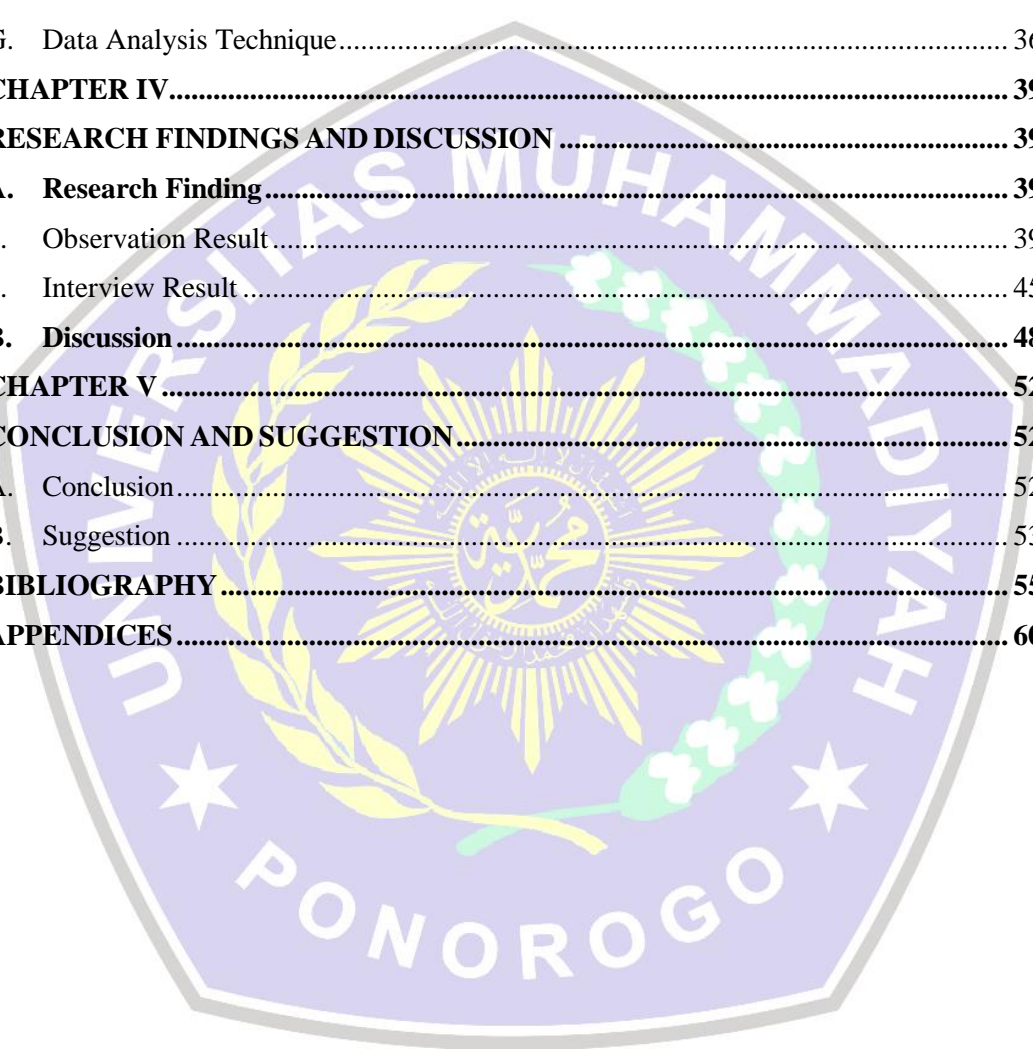 G. Data Analysis Technique........................................ 36
CHAPTER IV........................................ 39
RESEARCH FINDINGS AND DISCUSSION ........................................ 39
A. Research Finding........................................ 39
. Observation Result ........................................ 39
. Interview Result ........................................ 45
B. Discussion ........................................ 48
CHAPTER V ........................................ 52
CONCLUSION AND SUGGESTION........................................ 52
A. Conclusion........................................ 52
B. Suggestion ........................................ 53
BIBLIOGRAPHY ........................................ 55
APPENDICES ........................................ 60
UNIVERSITAS MUHAMMADIYAH
محمدية
PONOROGO